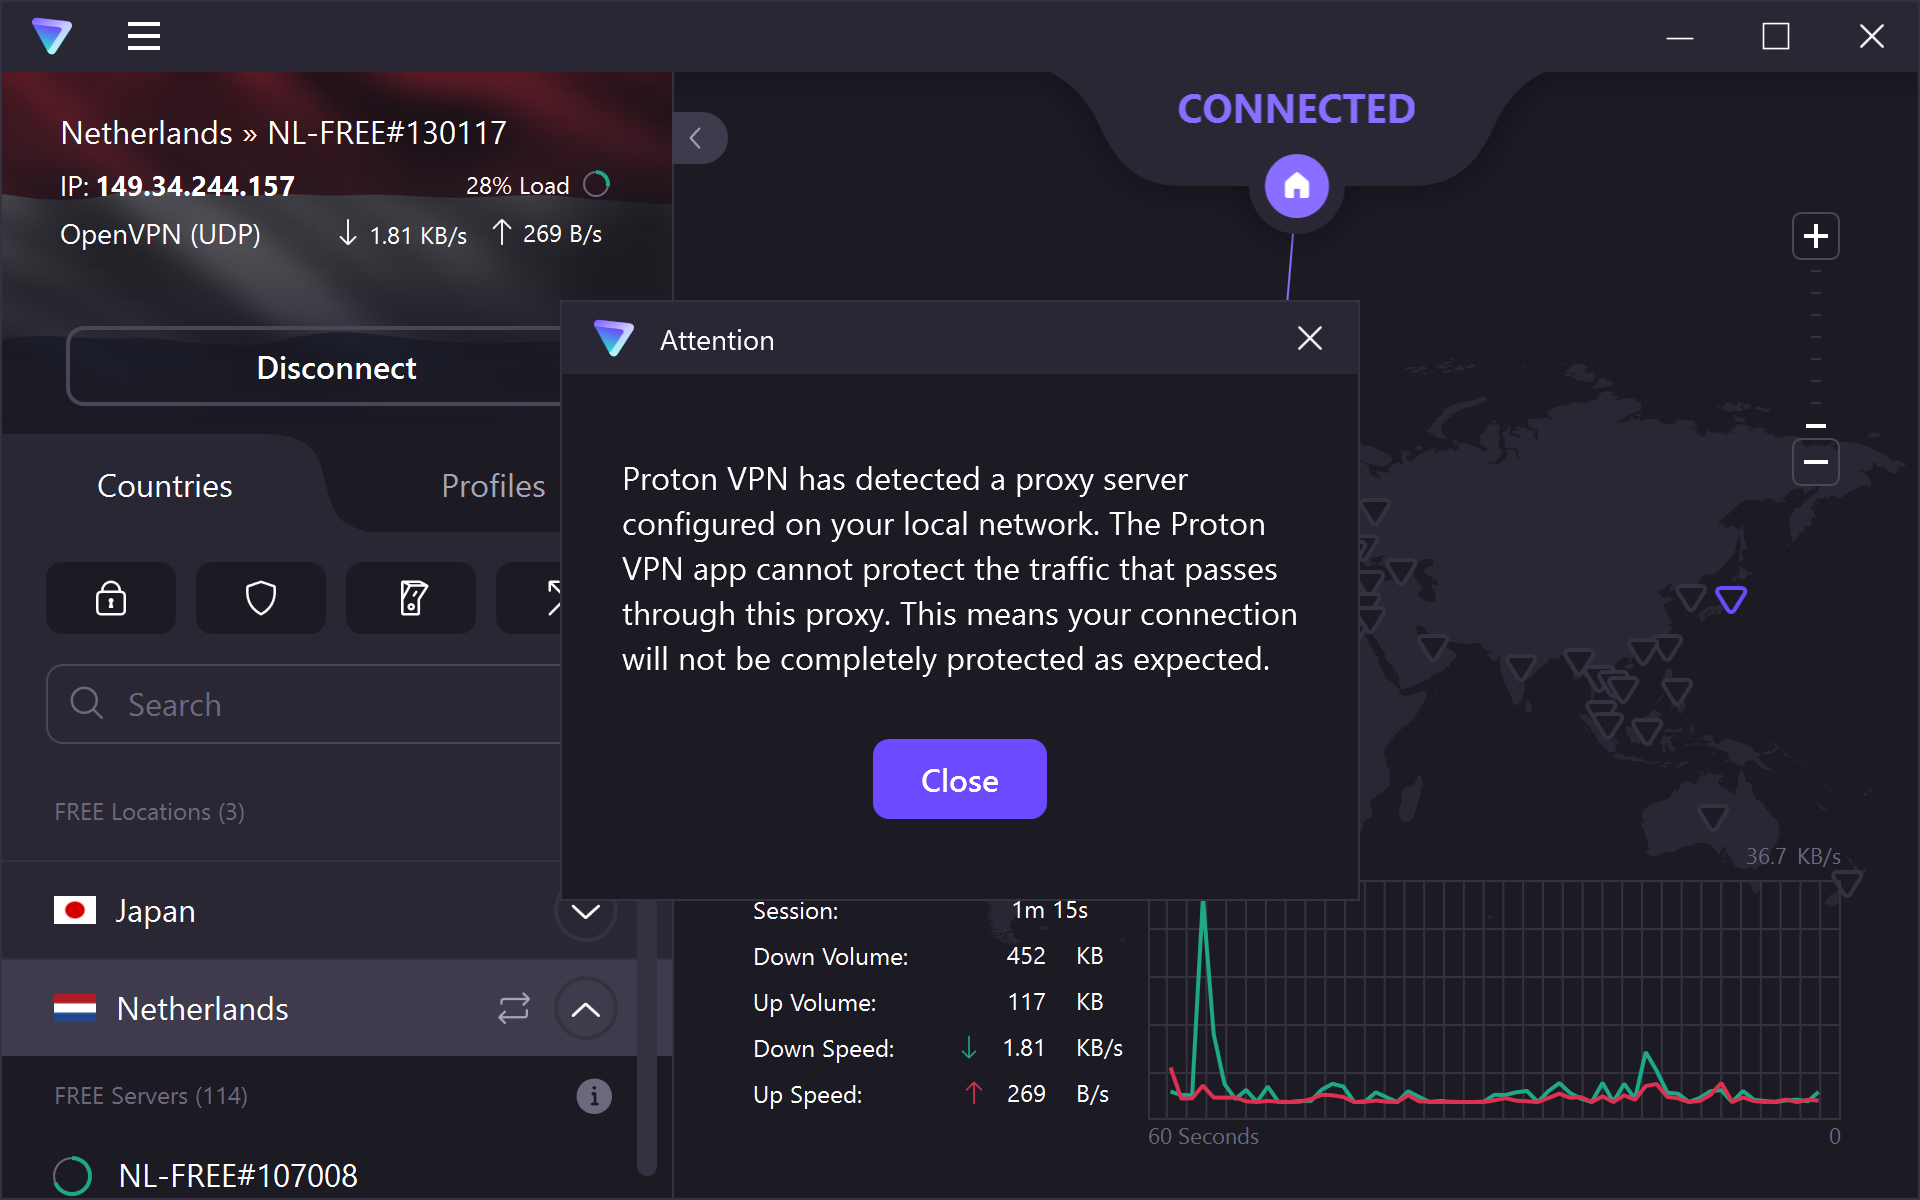 CONNECTED
Netherlands » NL-FREE#130117
IP: 149.34.244.157
28% Load
OpenVPN (UDP)
1.81 KB/s
269 B/s
Disconnect
Attention
Proton VPN has detected a proxy server
configured on your local network. The Proton
VPN app cannot protect the traffic that passes
through this proxy. This means your connection
will not be completely protected as expected.
Close
Countries
Profiles
Search
FREE Locations (3)
Japan
Netherlands
FREE Servers (114)
NL-FREE#107008
Session: 1m 15s
Down Volume: 452 KB
Up Volume: 117 KB
Down Speed: 1.81 KB/s
Up Speed: 269 B/s
36.7 KB/s
60 Seconds
0